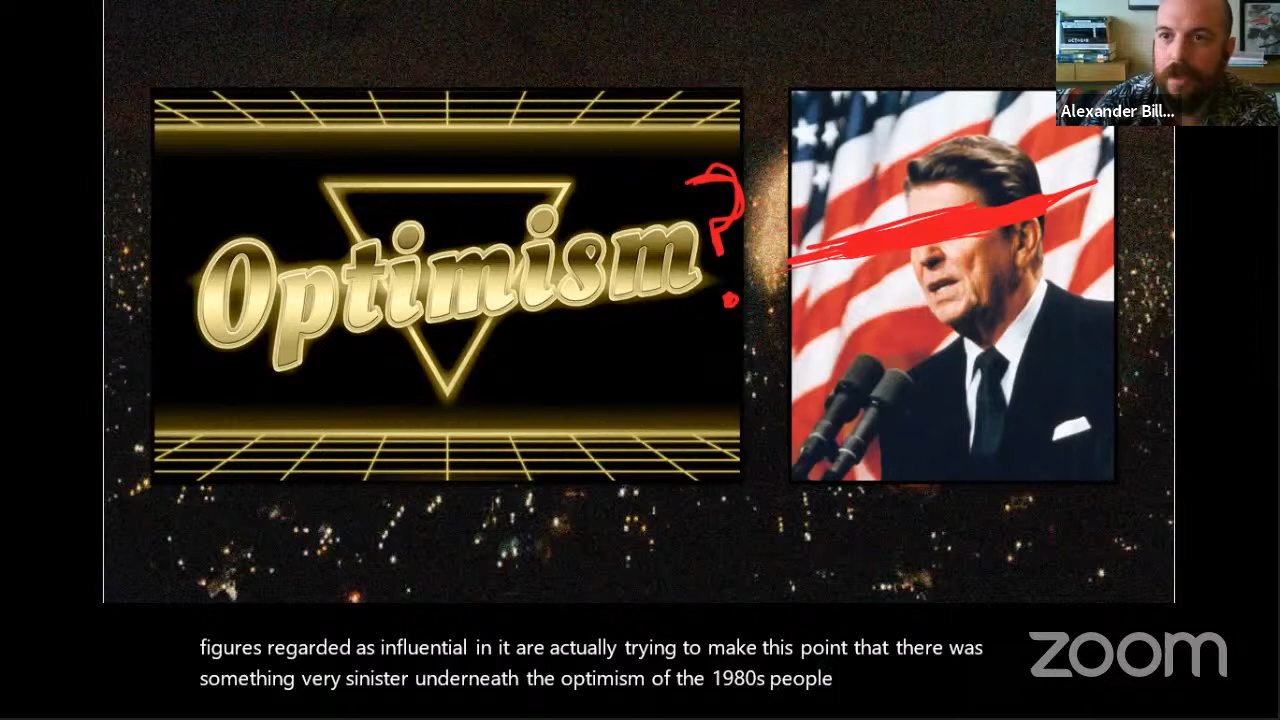 Optimism ?
Alexander Bill...
figures regarded as influential in it are actually trying to make this point that there was
something very sinister underneath the optimism of the 1980s people
zoom